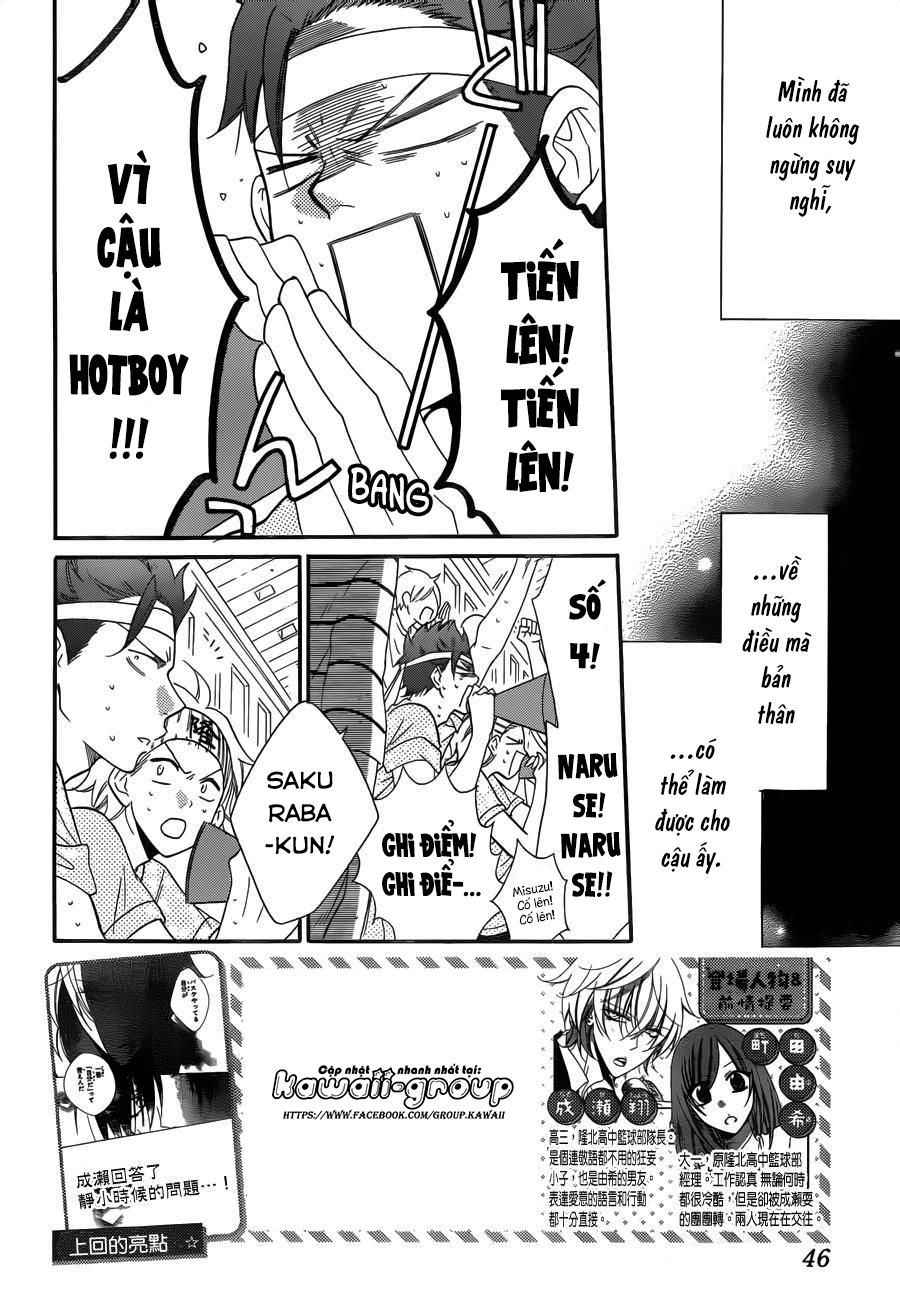 Mình đã
luôn không
ngừng suy
nghĩ,
...về
những
điều mà
bản
thân
...có
thể làm
được cho
cậu ấy.
TIẾN
LÊN!
TIẾN
LÊN!
VÌ
CẬU
LÀ
HOTBOY
!!!
BANG
SỐ
4!
NARU
SE!
NARU
SE!!
GHI ĐIỂM!
GHI ĐIỂ-...
Misuzu!
Cố lên!
Cố lên!
隆
SAKU
RABA
-KUN!
登場人物&
前情提要
町田由希
大一，原隆北高中籃球部
經理。工作認真 無論何時
都很冷酷，但是卻被成瀨耍
的團團轉。兩人現在在交往。
成瀨翔
高三，隆北高中籃球部隊長。
是個連敬語都不用的狂妄
小子，也是由希的男友。
表達愛意的語言和行動
都十分直接。
Cập nhật nhanh nhất tại:
kawaii-group
HTTPS://WWW.FACEBOOK.COM/GROUP.KAWAII
成瀨回答了
靜小時候的問題…！
上回的亮點 ☆
46